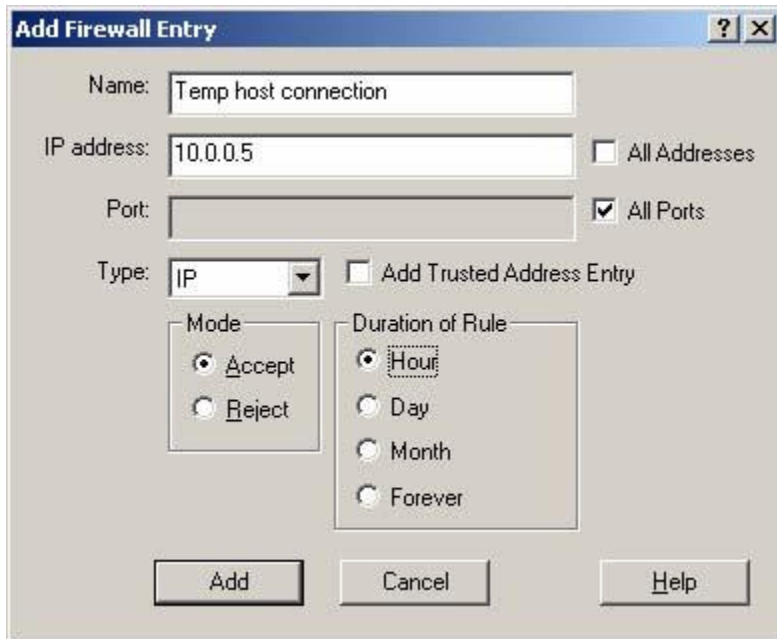 Add Firewall Entry
Name: Temp host connection
IP address: 10.0.0.5 All Addresses
Port: All Ports
Type: IP Add Trusted Address Entry
Mode
Accept
Reject
Duration of Rule
Hour
Day
Month
Forever
Add Cancel Help